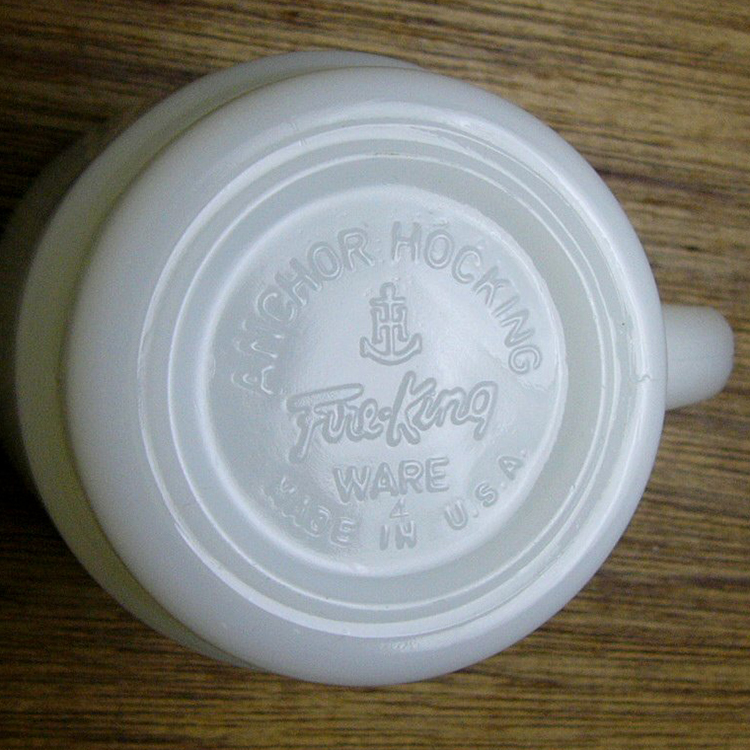 ANCHOR HOCKING
H
Fire-King
WARE
4
MADE IN U.S.A.